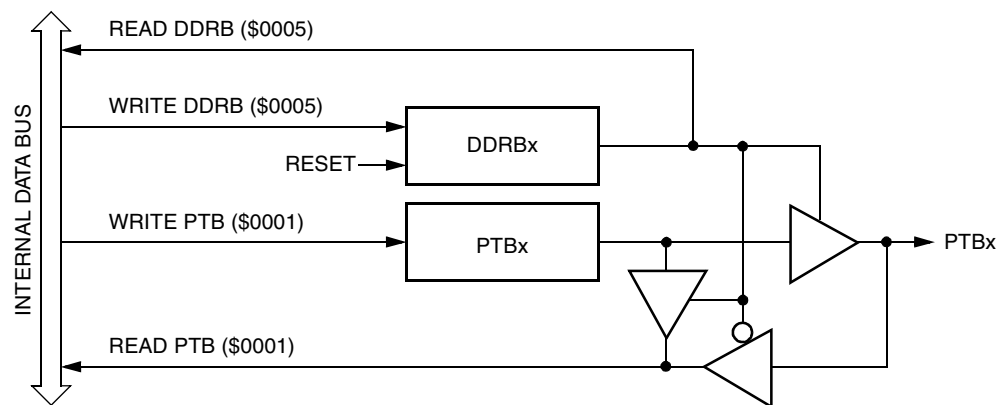 READ DDRB ($0005)
WRITE DDRB ($0005)
DDRBx
RESET
INTERNAL DATA BUS
WRITE PTB ($0001)
PTBx
PTBx
READ PTB ($0001)